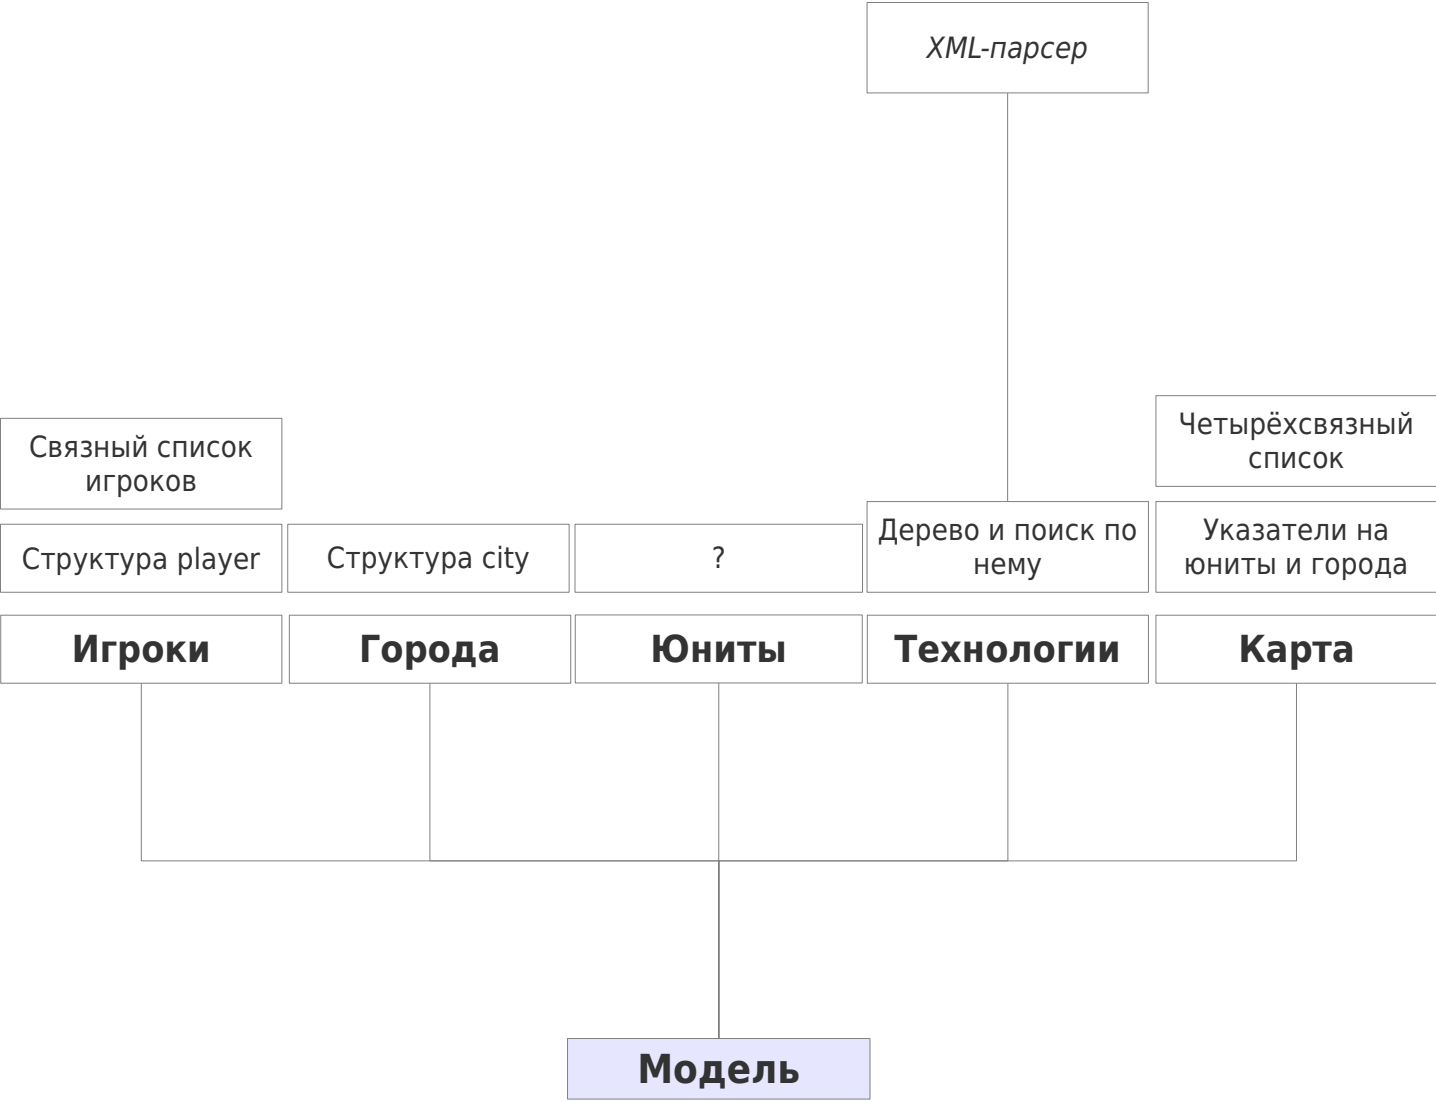 XML-парсер
Четырёхсвязный
список
Связный список
игроков
Структура player
Структура city
?
Дерево и поиск по
нему
Указатели на
юниты и города
Игроки
Города
Юниты
Технологии
Карта
Модель